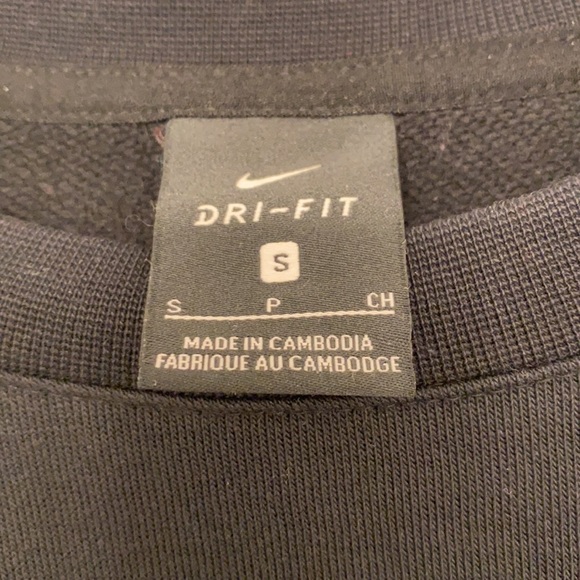 DRI-FIT
S
S P CH
MADE IN CAMBODIA
FABRIQUE AU CAMBODGE